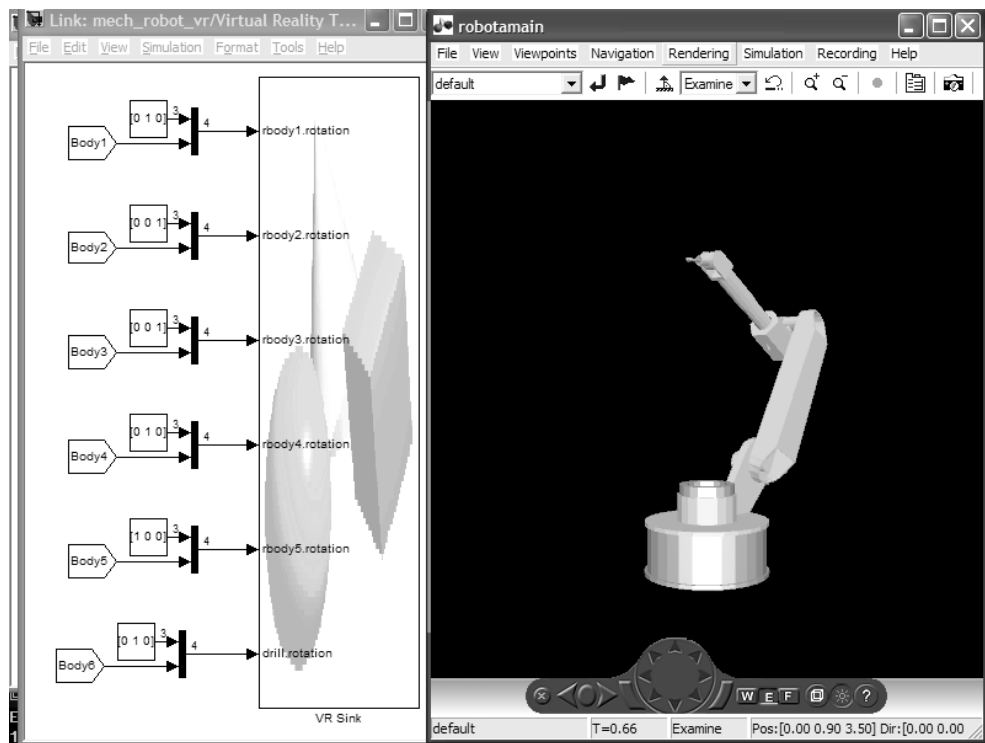 Link: mech_robot_vr/Virtual Reality T...
File Edit View Simulation Format Tools Help
[0 1 0]
3
4
Body1
rbody1.rotation
[0 0 1]
3
4
Body2
rbody2.rotation
[0 0 1]
3
4
Body3
rbody3.rotation
[0 1 0]
3
4
Body4
rbody4.rotation
[1 0 0]
3
4
Body5
rbody5.rotation
[0 1 0]
3
4
Body6
drill.rotation
VR Sink
robotamain
File View Viewpoints Navigation Rendering Simulation Recording Help
default
Examine
W E F
?
default T=0.66 Examine Pos:[0.00 0.90 3.50] Dir:[0.00 0.00